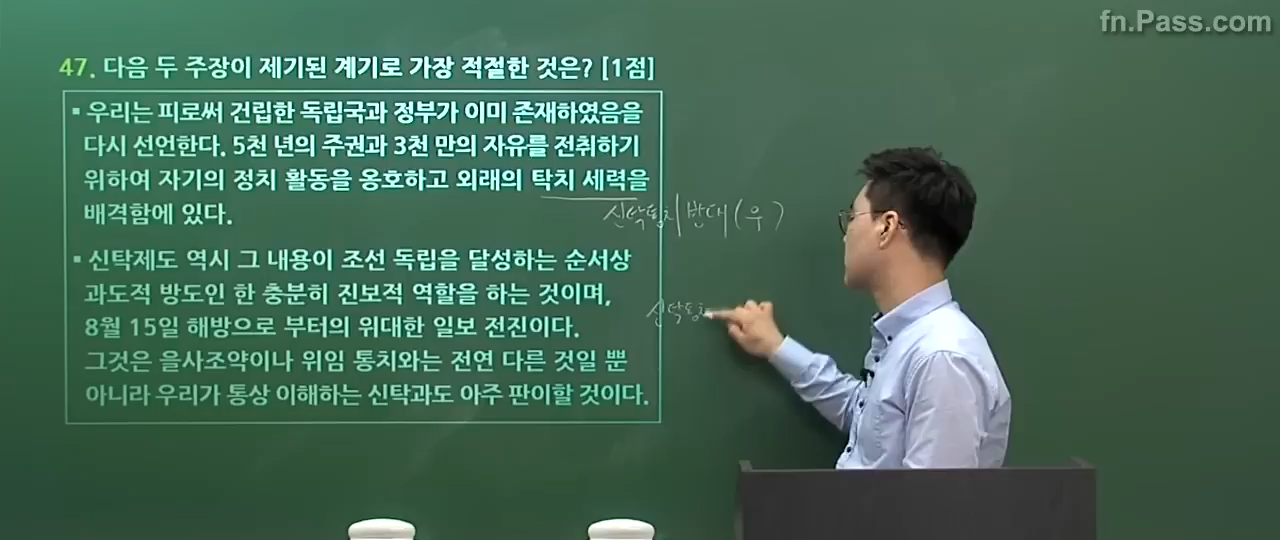 fn.Pass.com
47. 다음 두 주장이 제기된 계기로 가장 적절한 것은? [1점]
▪ 우리는 피로써 건립한 독립국과 정부가 이미 존재하였음을
다시 선언한다. 5천 년의 주권과 3천 만의 자유를 전취하기
위하여 자기의 정치 활동을 옹호하고 외래의 탁치 세력을
배격함에 있다.
신탁통치 반대 (우)
▪ 신탁제도 역시 그 내용이 조선 독립을 달성하는 순서상
과도적 방도인 한 충분히 진보적 역할을 하는 것이며,
8월 15일 해방으로 부터의 위대한 일보 전진이다.
그것은 을사조약이나 위임 통치와는 전연 다른 것일 뿐
아니라 우리가 통상 이해하는 신탁과도 아주 판이할 것이다.
신탁통치